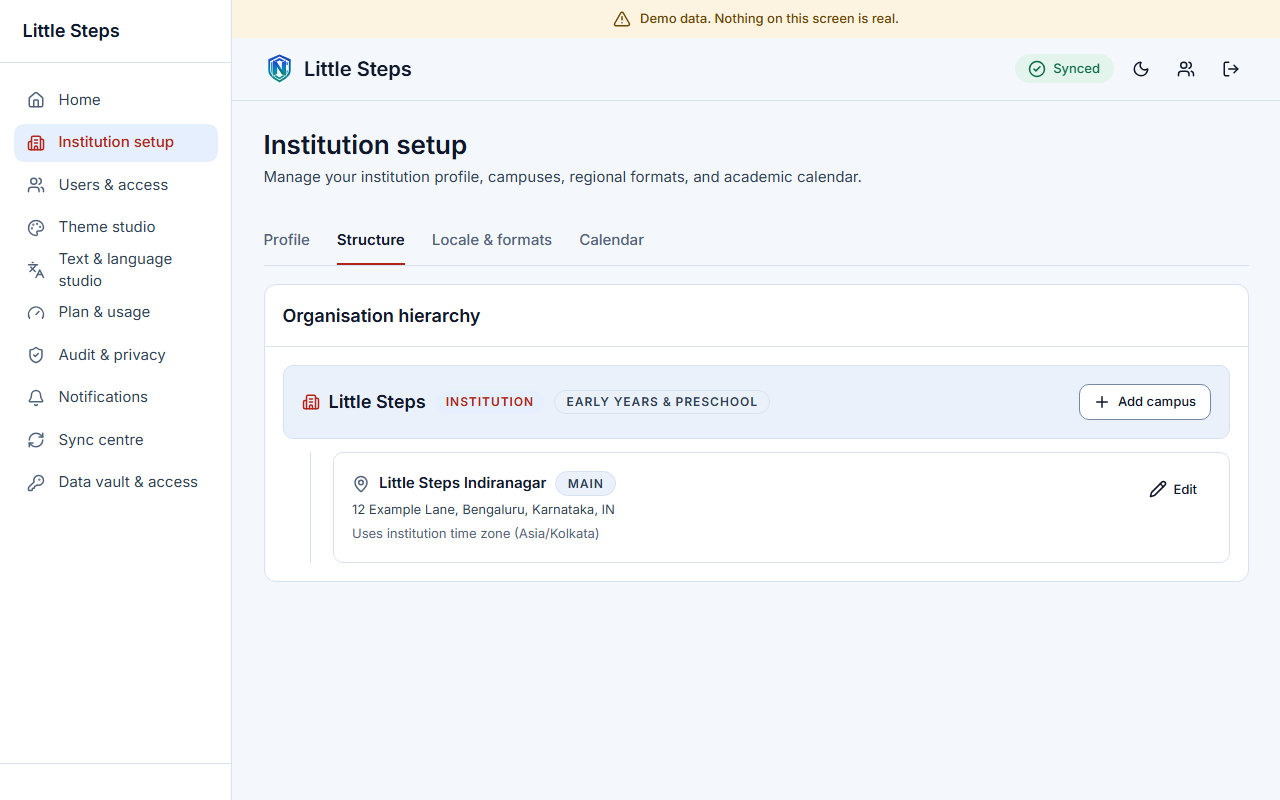 Little Steps
Demo data. Nothing on this screen is real.
Little Steps
Synced
Home
Institution setup
Users & access
Theme studio
Text & language
studio
Plan & usage
Audit & privacy
Notifications
Sync centre
Data vault & access
Institution setup
Manage your institution profile, campuses, regional formats, and academic calendar.
Profile
Structure
Locale & formats
Calendar
Organisation hierarchy
Little Steps
INSTITUTION
EARLY YEARS & PRESCHOOL
Add campus
Little Steps Indiranagar
MAIN
Edit
12 Example Lane, Bengaluru, Karnataka, IN
Uses institution time zone (Asia/Kolkata)